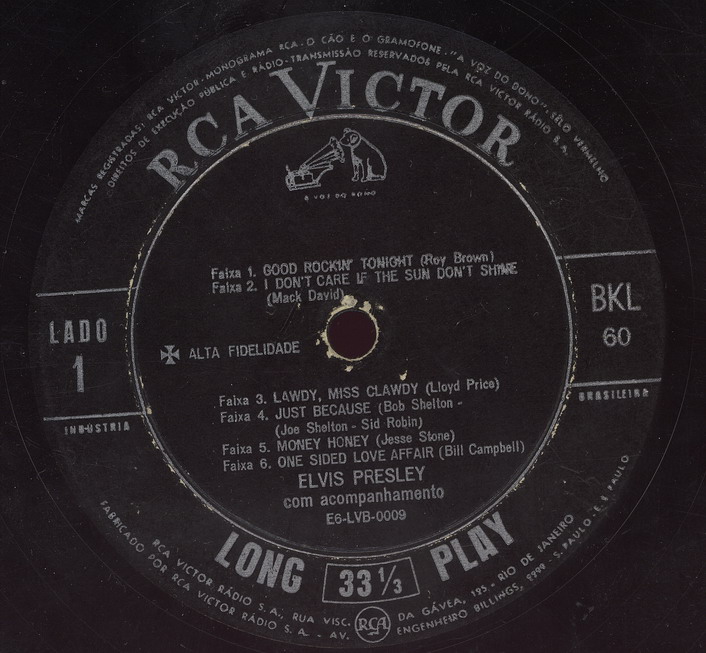 MARCAS REGISTRADAS: RCA VICTOR-MONOGRAMA RCA-O CÃO E O GRAMOFONE-"A VOZ DO DONO"-SÊLO VERMELHO
DIREITOS DE EXECUÇÃO PÚBLICA E RÁDIO-TRANSMISSÃO RESERVADOS PELA RCA VICTOR RÁDIO S.A.
RCA VICTOR
A VOZ DO DONO
Faixa 1. GOOD ROCKIN' TONIGHT (Roy Brown)
Faixa 2. I DON'T CARE IF THE SUN DON'T SHINE
(Mack David)
LADO
1
BKL
60
ALTA FIDELIDADE
INDÚSTRIA
BRASILEIRA
Faixa 3. LAWDY, MISS CLAWDY (Lloyd Price)
Faixa 4. JUST BECAUSE (Bob Shelton -
(Joe Shelton - Sid Robin)
Faixa 5. MONEY HONEY (Jesse Stone)
Faixa 6. ONE SIDED LOVE AFFAIR (Bill Campbell)
ELVIS PRESLEY
com acompanhamento
E6-LVB-0009
LONG 33 1/3 PLAY
RCA VICTOR RÁDIO S.A., RUA VISC. DA GÁVEA, 125 - RIO DE JANEIRO
FABRICADO POR RCA VICTOR RÁDIO S.A. - AV. ENGENHEIRO BILLINGS, - S. PAULO - E. S. PAULO
RCA